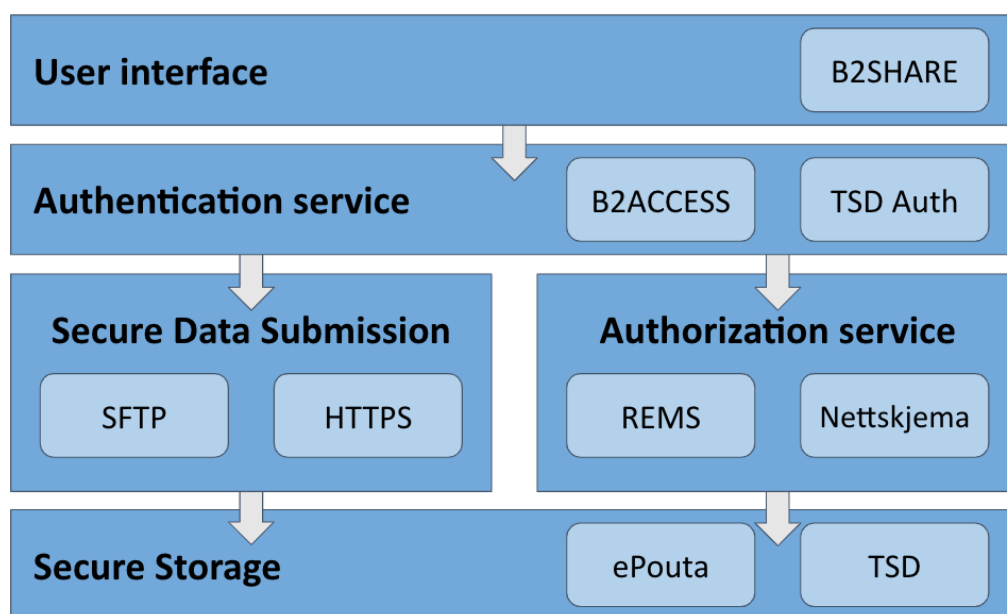 User interface
B2SHARE
Authentication service
B2ACCESS
TSD Auth
Secure Data Submission
SFTP
HTTPS
Authorization service
REMS
Nettskjema
Secure Storage
ePouta
TSD